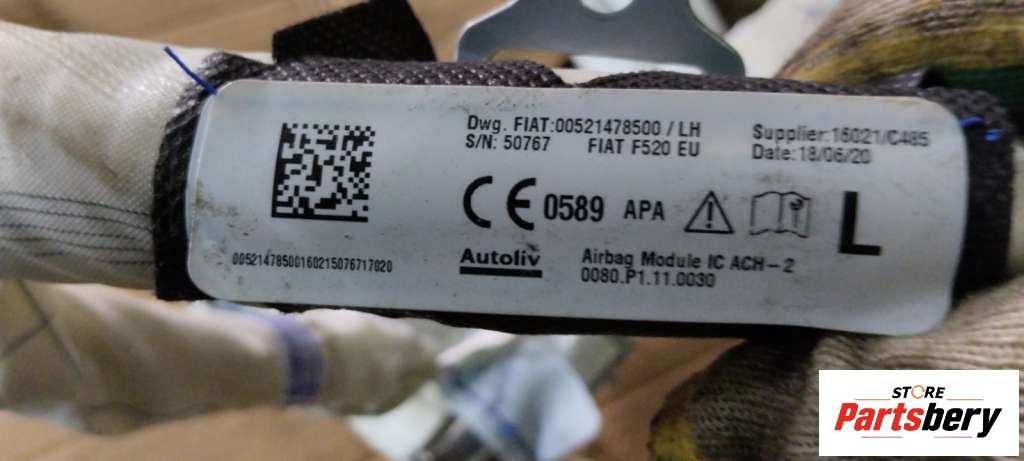 Dwg. FIAT:00521478500 / LH
S/N: 50767 FIAT F520 EU
Supplier:16021/C485
Date:18/06/20
CE 0589 APA
L
00521478500160215076717020
Autoliv
Airbag Module IC ACH-2
0080.P1.11.0030
STORE
Partsbery